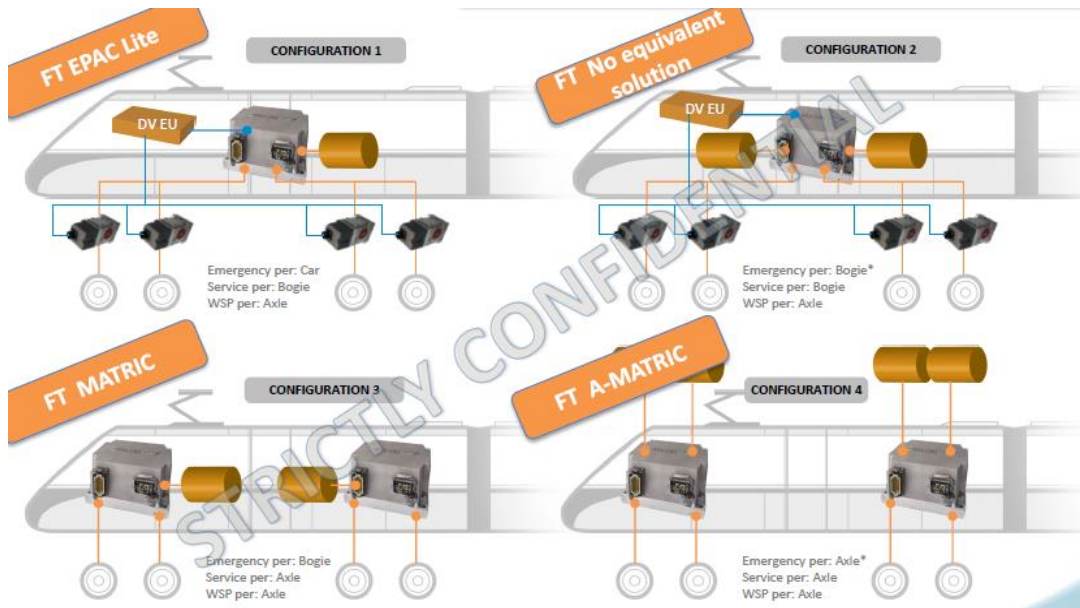 FT EPAC Lite
CONFIGURATION 1
DV EU
Emergency per: Car
Service per: Bogie
WSP per: Axle
FT No equivalent
solution
CONFIGURATION 2
DV EU
Emergency per: Bogie*
Service per: Bogie
WSP per: Axle
FT MATRIC
CONFIGURATION 3
Emergency per: Bogie
Service per: Axle
WSP per: Axle
FT A-MATRIC
CONFIGURATION 4
Emergency per: Axle*
Service per: Axle
WSP per: Axle
STRICTLY CONFIDENTIAL